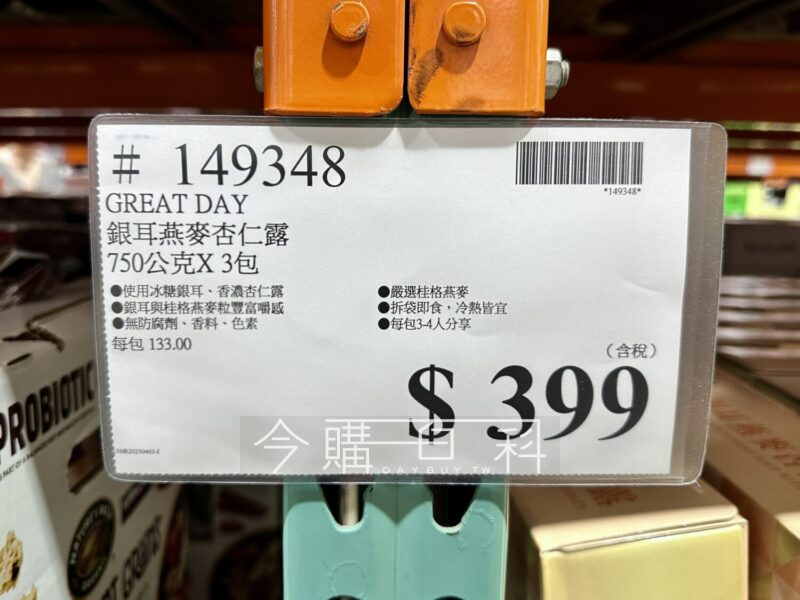 # 149348
*149348*
GREAT DAY
銀耳燕麥杏仁露
750公克X 3包
●使用冰糖銀耳、香濃杏仁露
●銀耳與桂格燕麥粒豐富嚼感
●無防腐劑、香料、色素
●嚴選桂格燕麥
●拆袋即食，冷熱皆宜
●每包3-4人分享
每包 133.00
（含稅）
$ 399
今購百科
TODAYBUY.TW
PROBIOTIC